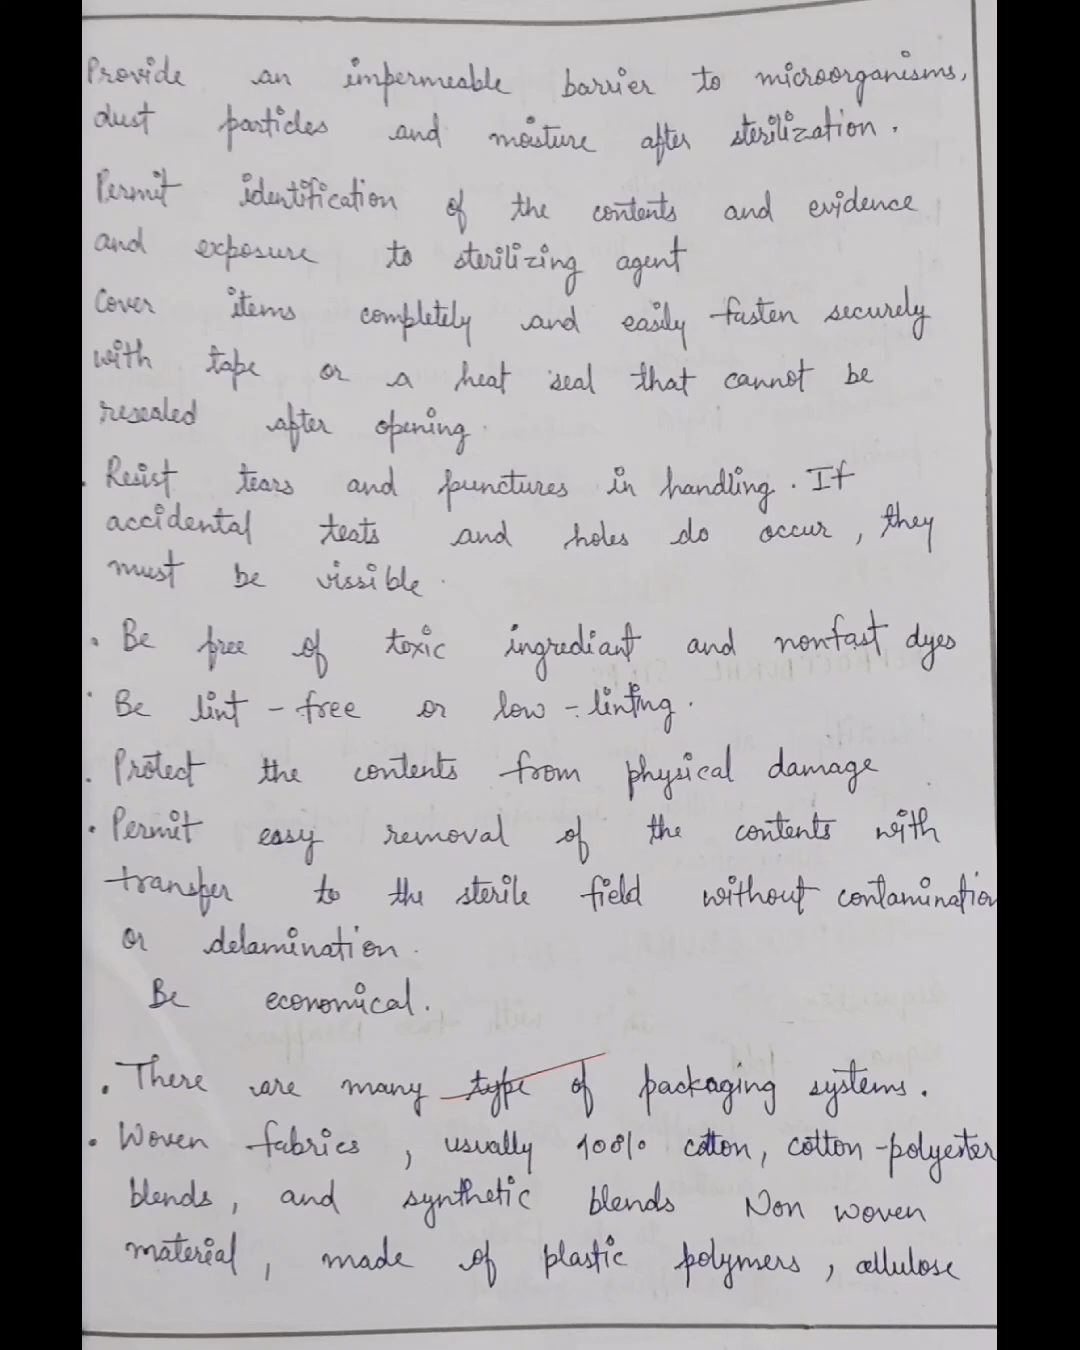 Provide an impermeable barrier to microorganisms,
dust particles and moisture after sterilization.
Permit identification of the contents and evidence
and exposure to sterilizing agent
Cover items completely and easily fasten securely
with tape or a heat seal that cannot be
resealed after opening.
. Resist tears and punctures in handling. If
accidental teats and holes do occur, they
must be vissible.
. Be free of toxic ingrediant and nonfast dyes
. Be lint - free or low - linting.
. Protect the contents from physical damage
. Permit easy removal of the contents with
transfer to the sterile field without contamination
or delamination.
Be economical.
. There are many type of packaging systems.
. Woven fabrics, usually 100% cotton, cotton-polyester
blends, and synthetic blends Non woven
material, made of plastic polymers, cellulose